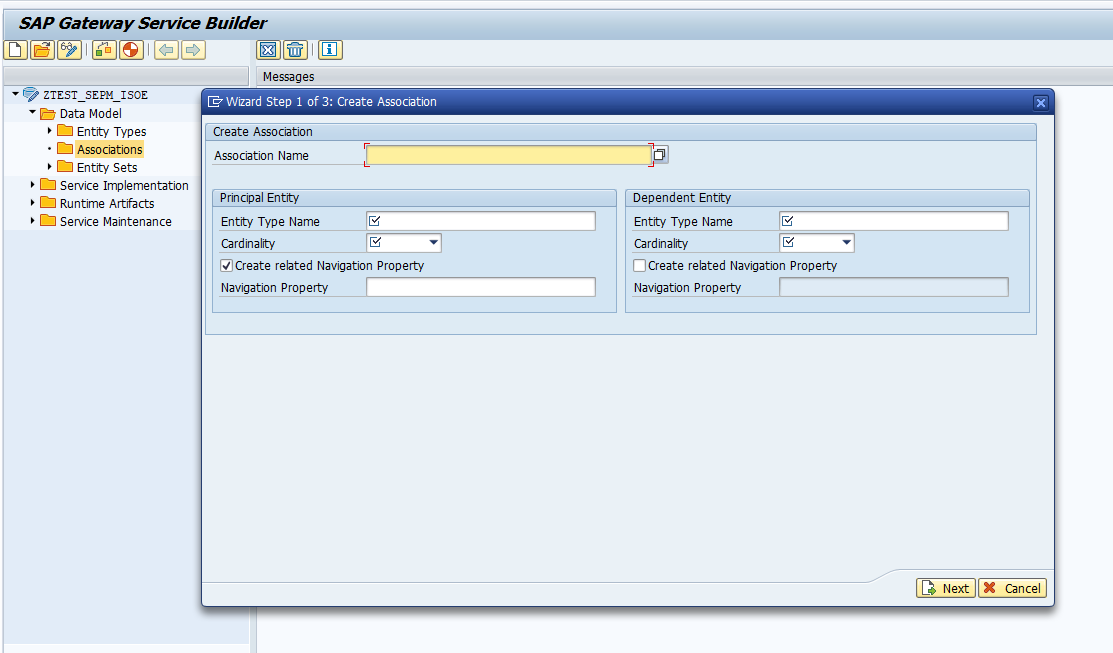 SAP Gateway Service Builder
Messages
ZTEST_SEPM_ISOE
Data Model
Entity Types
Associations
Entity Sets
Service Implementation
Runtime Artifacts
Service Maintenance
Wizard Step 1 of 3: Create Association
Create Association
Association Name
Principal Entity
Entity Type Name
Cardinality
Create related Navigation Property
Navigation Property
Dependent Entity
Entity Type Name
Cardinality
Create related Navigation Property
Navigation Property
Next Cancel